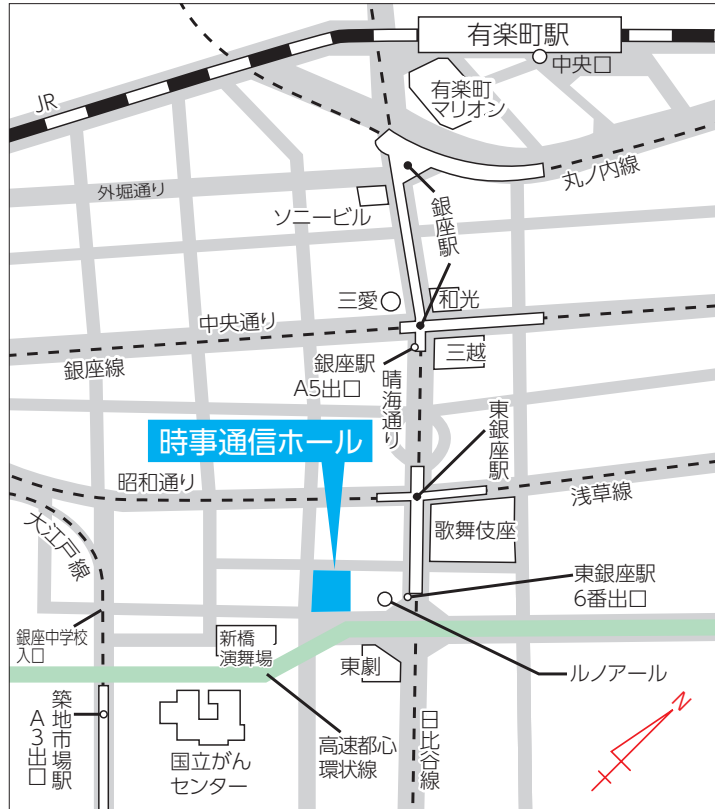 有楽町駅
中央口
JR
有楽町
マリオン
丸ノ内線
外堀通り
ソニービル
銀座駅
三愛
和光
中央通り
銀座線
銀座駅
A5出口
三越
晴海通り
時事通信ホール
東銀座駅
昭和通り
浅草線
大江戸線
歌舞伎座
東銀座駅
6番出口
銀座中学校
入口
新橋
演舞場
東劇
ルノアール
築地市場駅
A3出口
国立がん
センター
高速都心
環状線
日比谷線
N